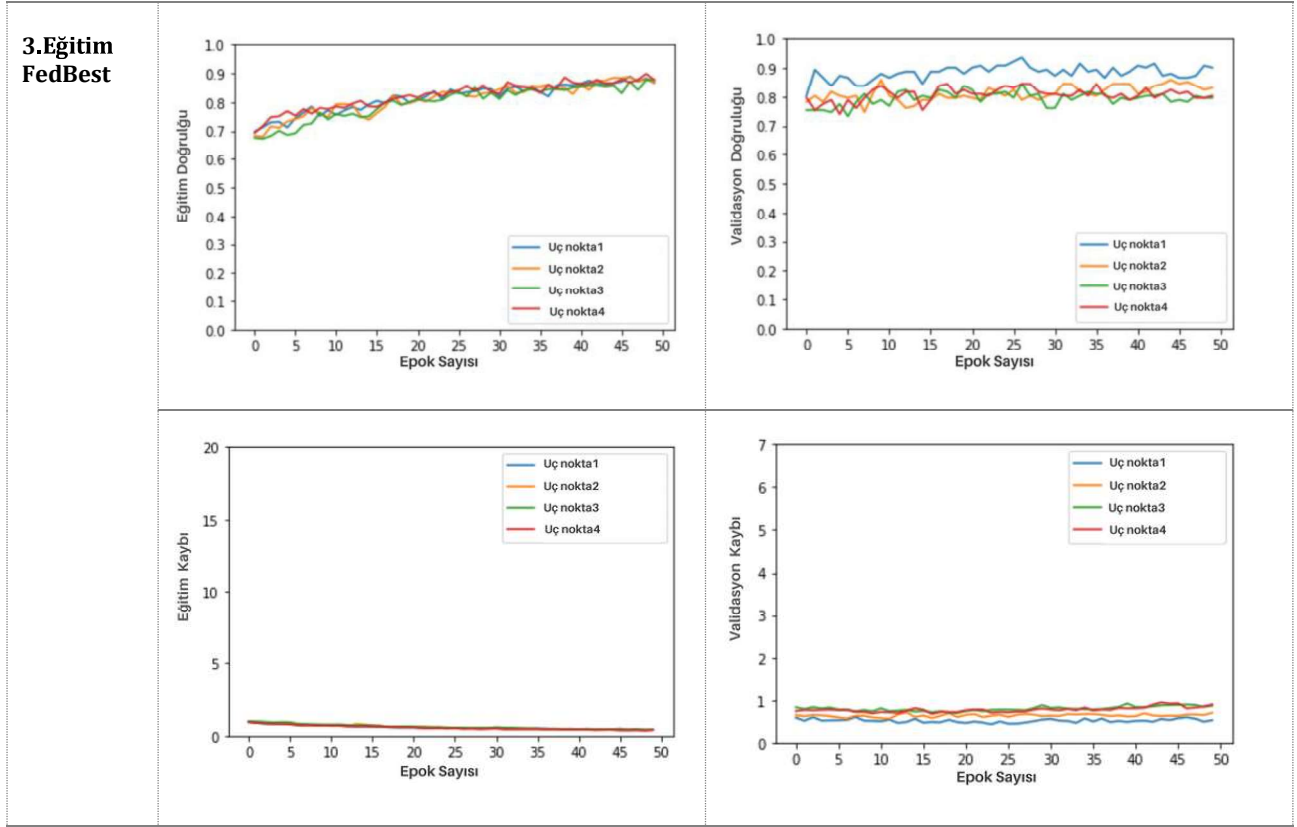 3.Eğitim
FedBest
1.0
0.9
0.8
0.7
0.6
0.5
0.4
0.3
0.2
0.1
0.0
Eğitim Doğrulğu
Uç nokta1
Uç nokta2
Uç nokta3
Uç nokta4
0 5 10 15 20 25 30 35 40 45 50
Epok Sayısı
1.0
0.9
0.8
0.7
0.6
0.5
0.4
0.3
0.2
0.1
0.0
Validasyon Doğruluğu
Uç nokta1
Uç nokta2
Uç nokta3
Uç nokta4
0 5 10 15 20 25 30 35 40 45 50
Epok Sayısı
20
15
10
5
0
Eğitim Kaybı
Uç nokta1
Uç nokta2
Uç nokta3
Uç nokta4
0 5 10 15 20 25 30 35 40 45 50
Epok Sayısı
7
6
5
4
3
2
1
0
Validasyon Kaybı
Uç nokta1
Uç nokta2
Uç nokta3
Uç nokta4
0 5 10 15 20 25 30 35 40 45 50
Epok Sayısı